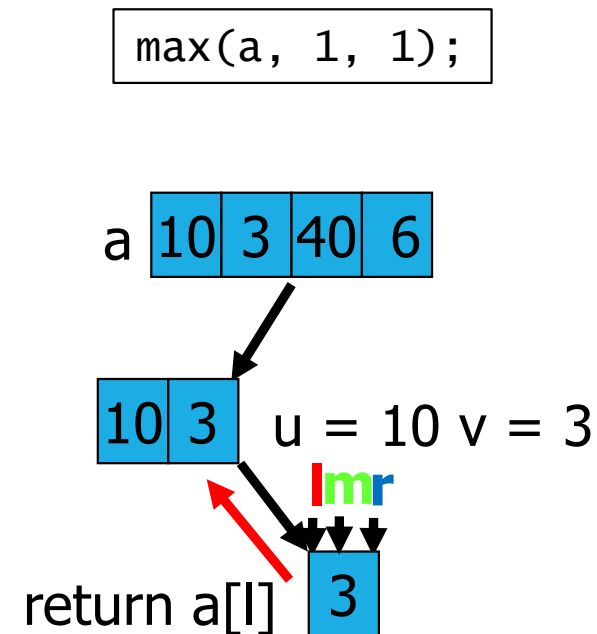 max(a, 1, 1);
a 10 3 40 6
10 3 u = 10 v = 3
lmr
return a[l] 3